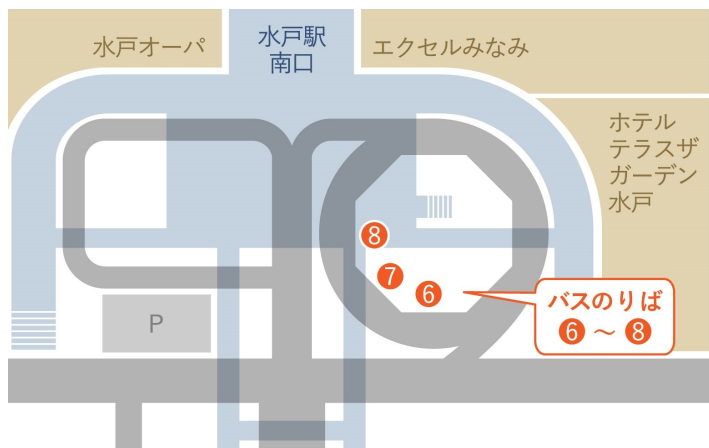 水戸オーパ
水戸駅
南口
エクセルみなみ
ホテル
テラスザ
ガーデン
水戸
8
7
6
バスのりば
6 ～ 8
P